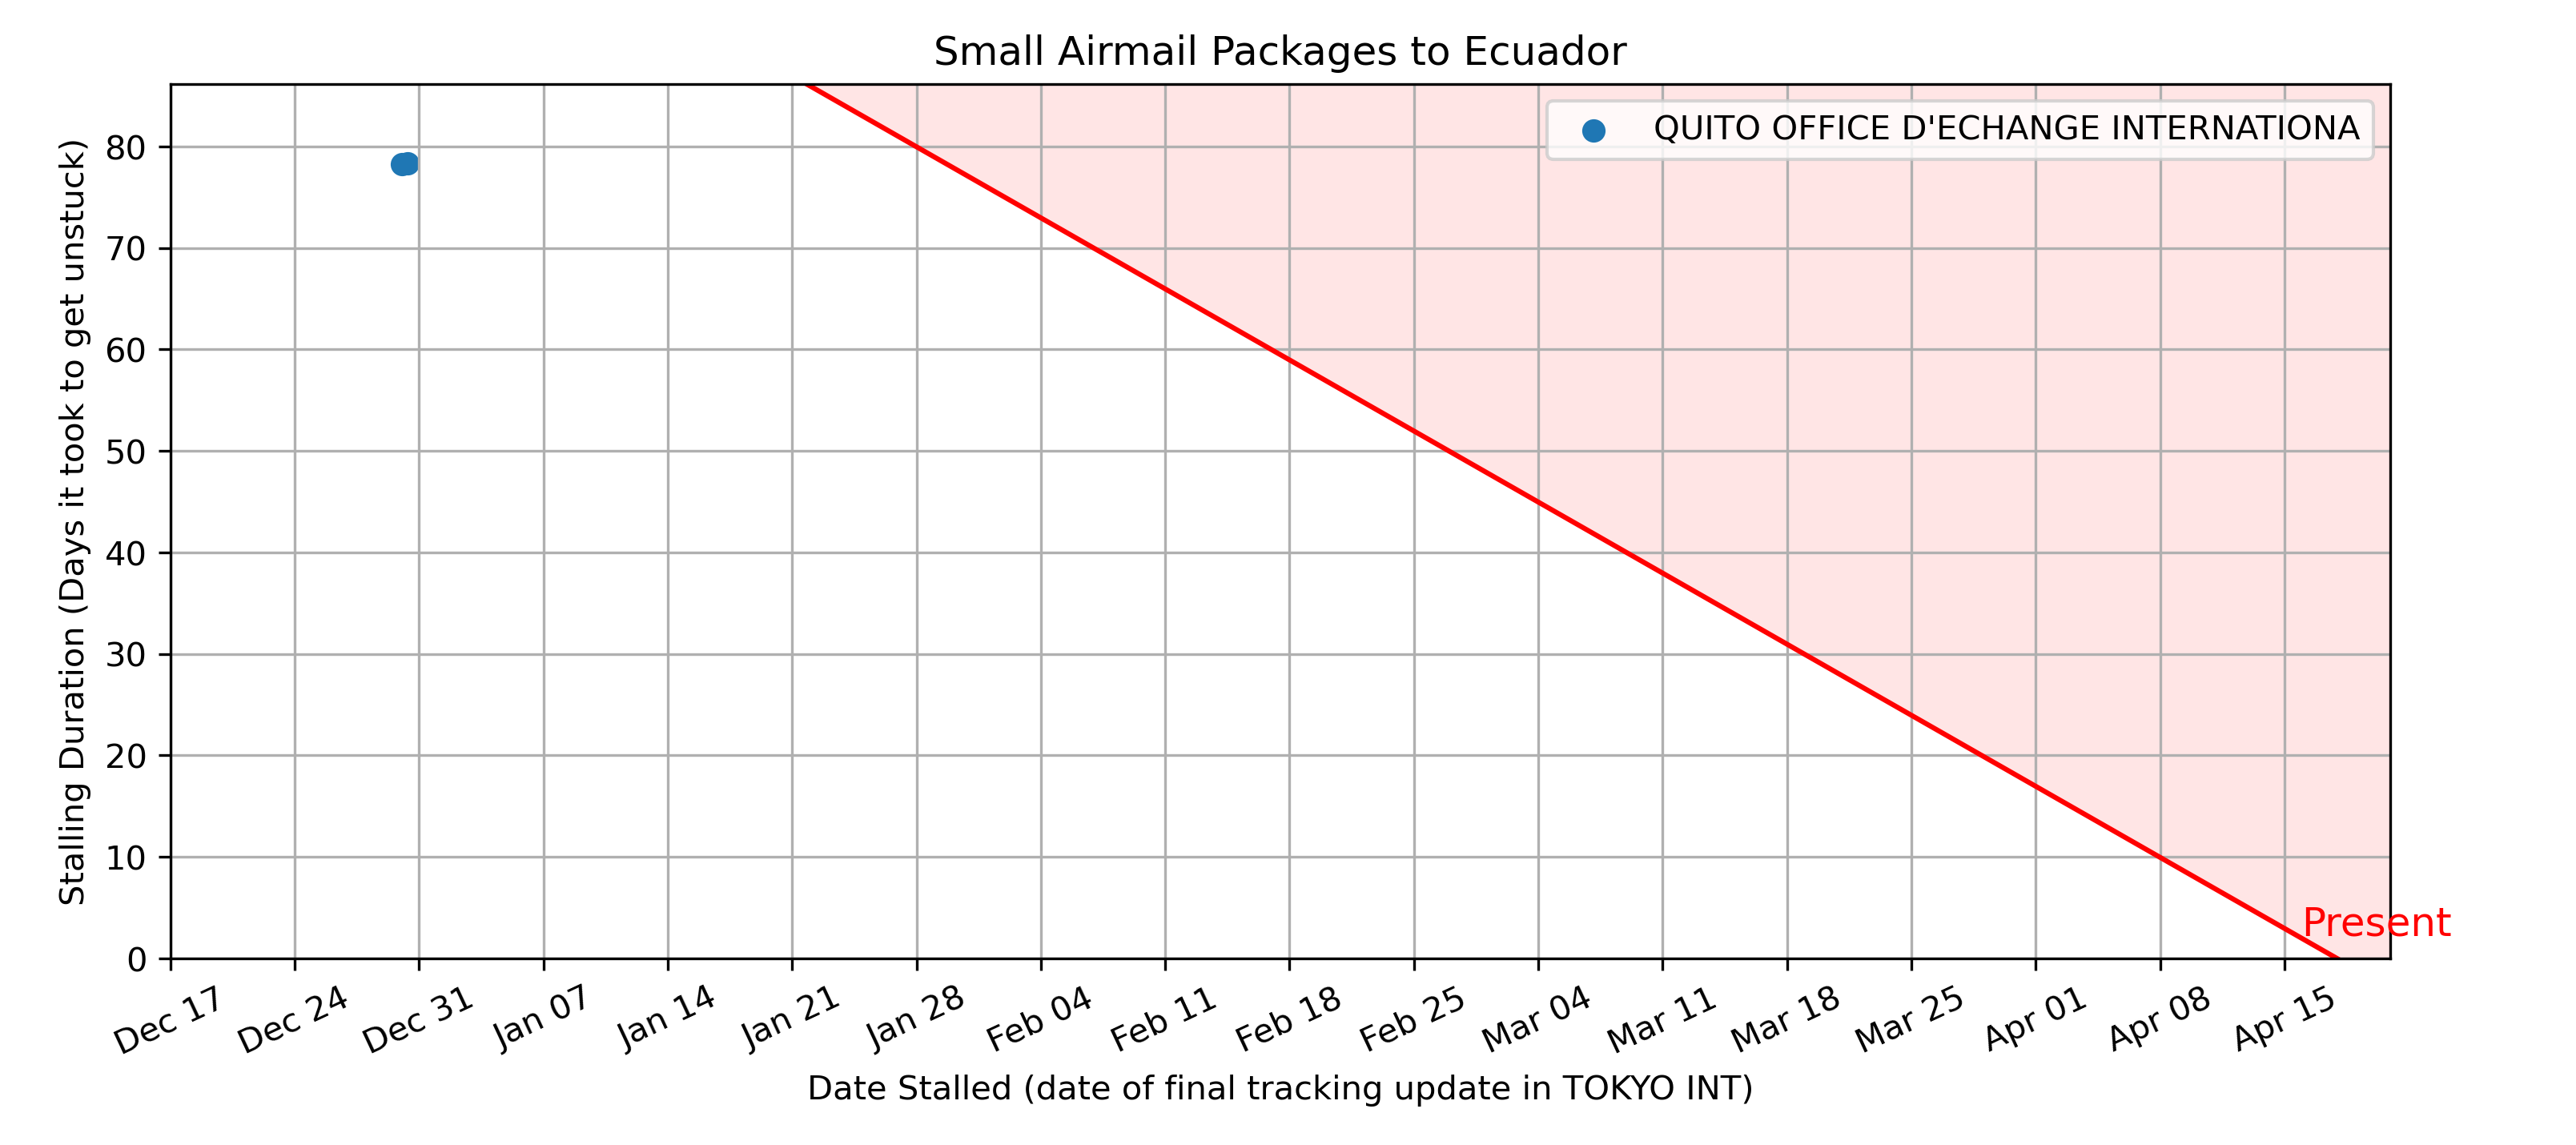 Small Airmail Packages to Ecuador
QUITO OFFICE D'ECHANGE INTERNATIONA
Stalling Duration (Days it took to get unstuck)
80
70
60
50
40
30
20
10
0
Present
Dec 17
Dec 24
Dec 31
Jan 07
Jan 14
Jan 21
Jan 28
Feb 04
Feb 11
Feb 18
Feb 25
Mar 04
Mar 11
Mar 18
Mar 25
Apr 01
Apr 08
Apr 15
Date Stalled (date of final tracking update in TOKYO INT)